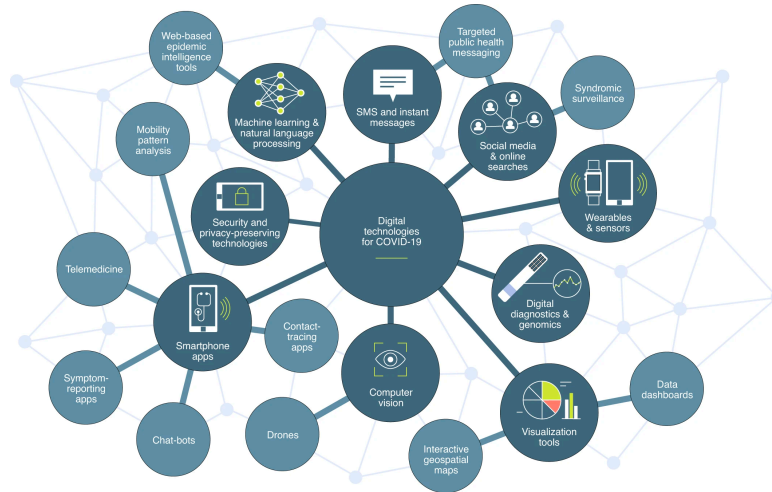 Web-based
epidemic
intelligence
tools
Machine learning &
natural language
processing
SMS and instant
messages
Targeted
public health
messaging
Social media
& online
searches
Syndromic
surveillance
Mobility
pattern
analysis
Security and
privacy-preserving
technologies
Digital
technologies
for COVID-19
Wearables
& sensors
Telemedicine
Smartphone
apps
Contact-
tracing
apps
Digital
diagnostics &
genomics
Symptom-
reporting
apps
Chat-bots
Drones
Computer
vision
Interactive
geospatial
maps
Visualization
tools
Data
dashboards